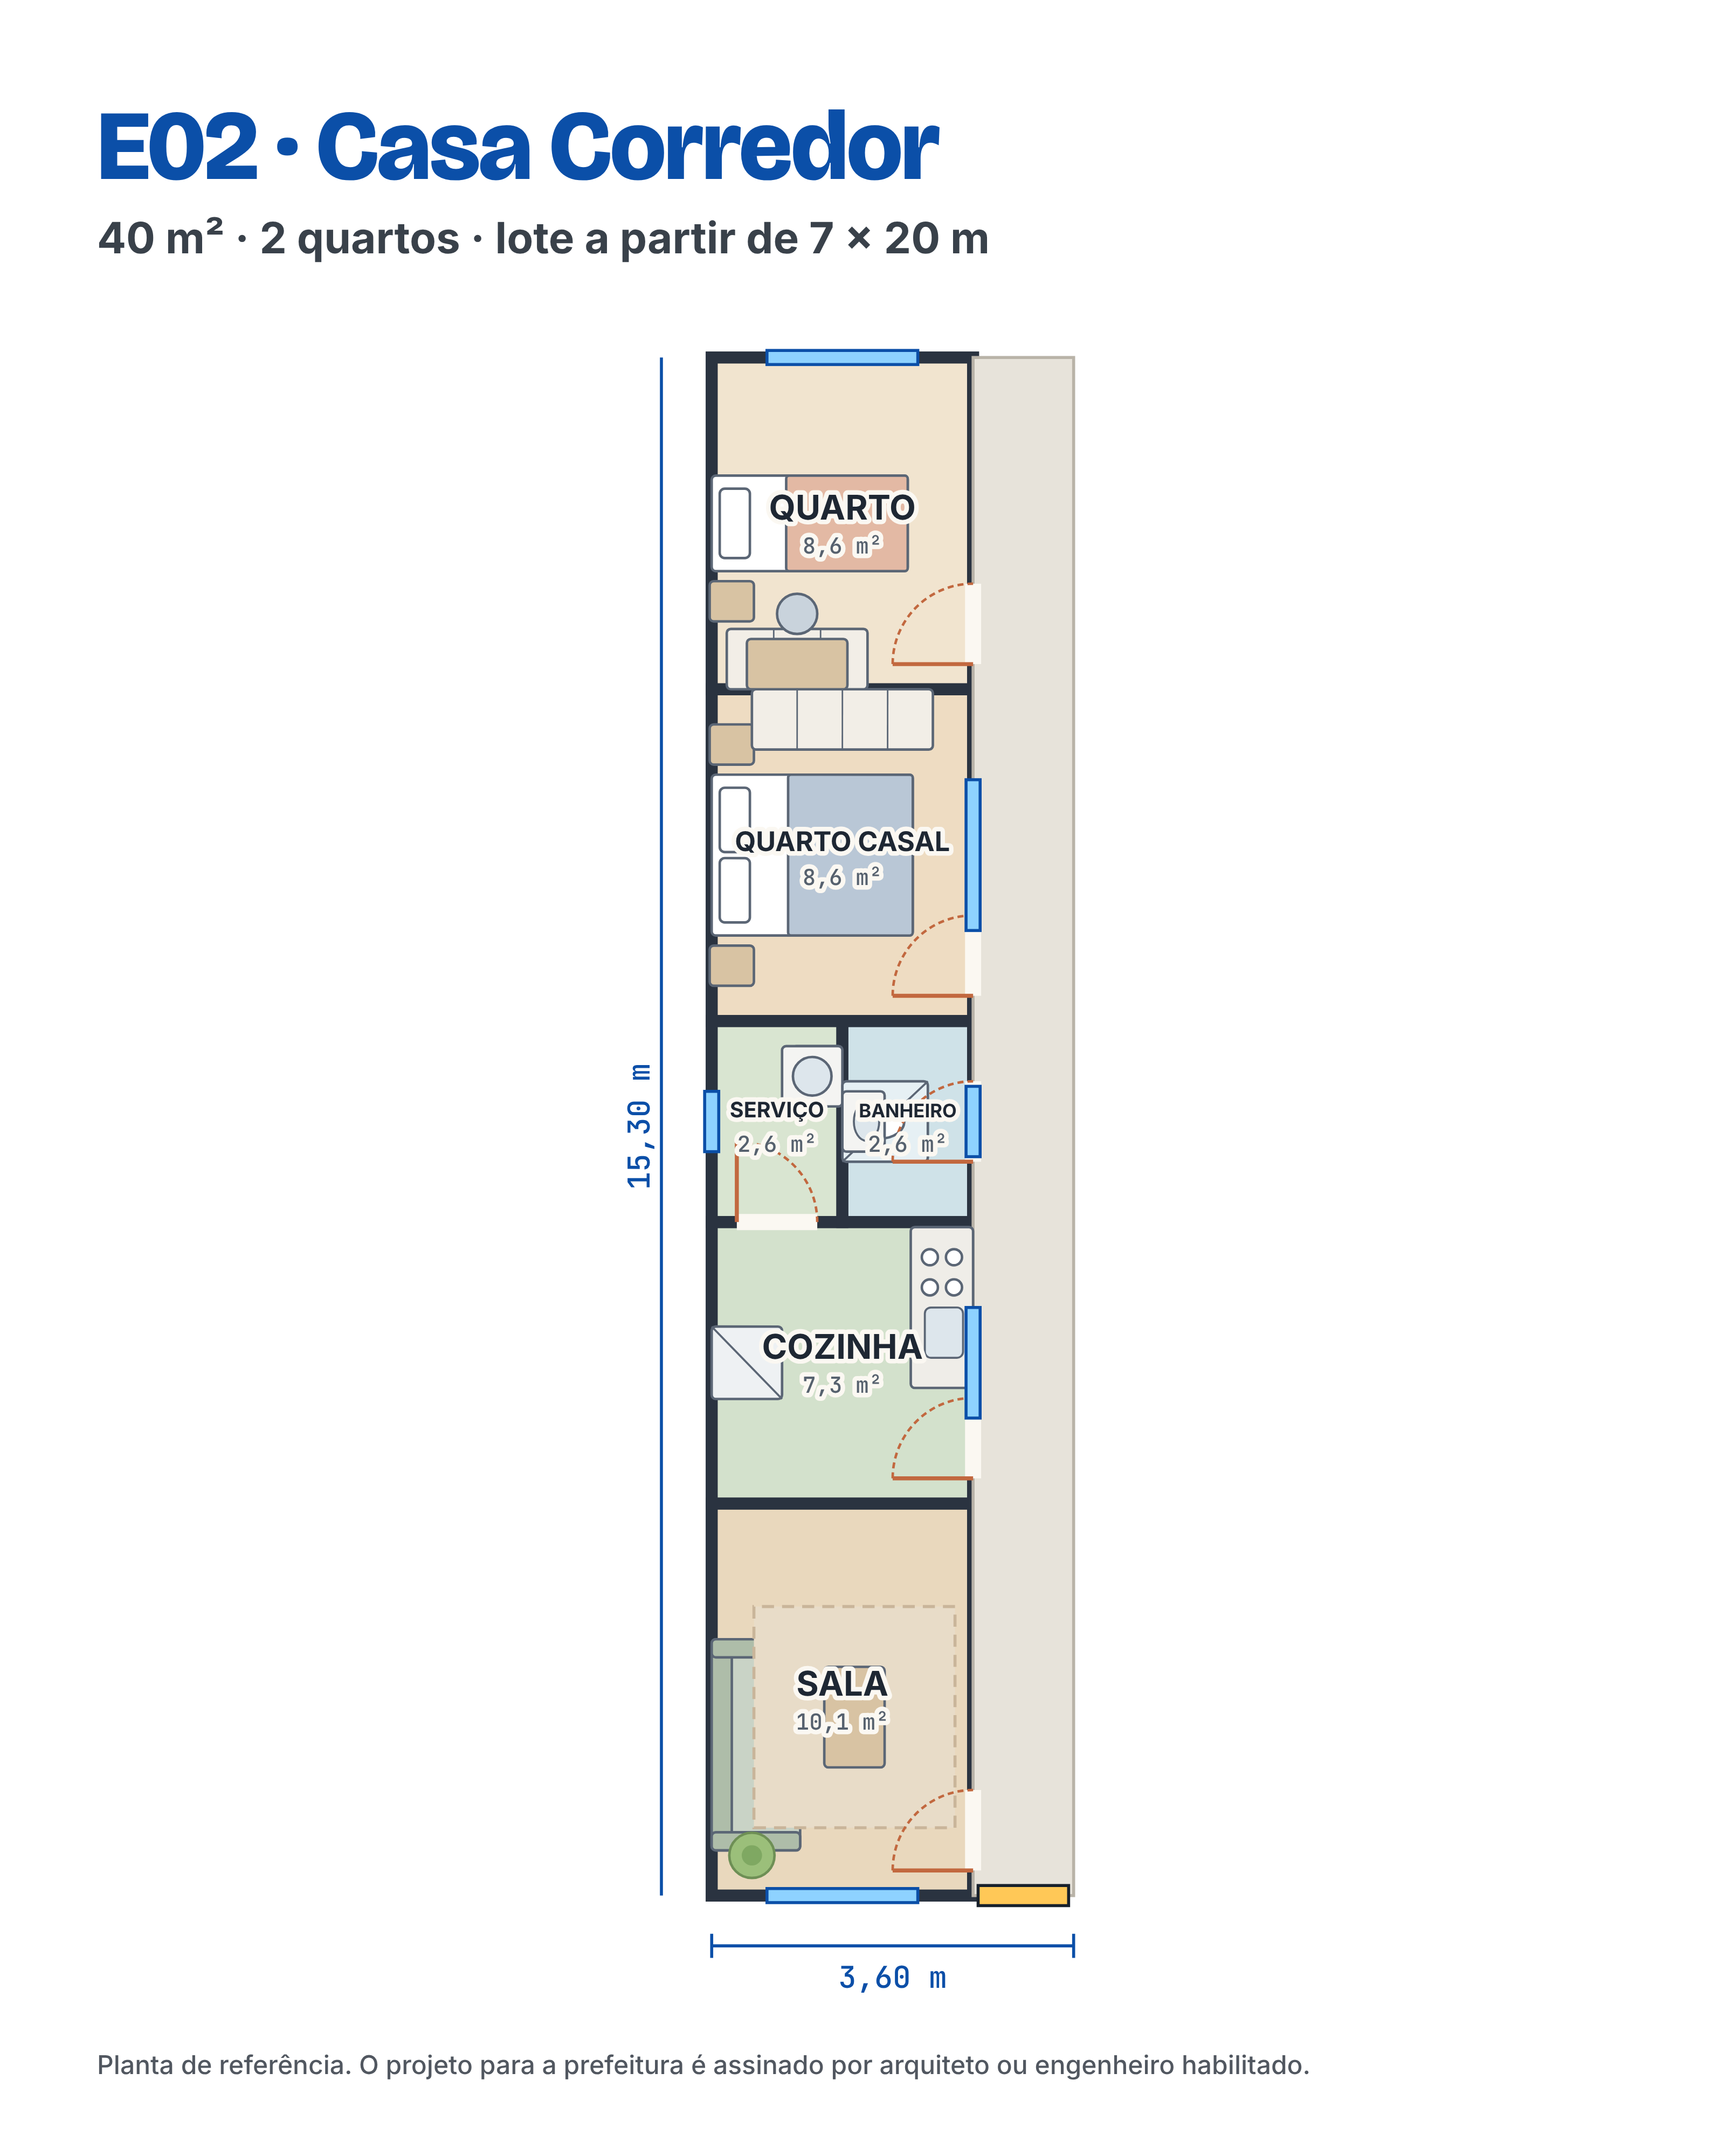 E02 · Casa Corredor
40 m² · 2 quartos · lote a partir de 7 × 20 m
QUARTO
8,6 m²
QUARTO CASAL
8,6 m²
SERVIÇO
2,6 m²
BANHEIRO
2,6 m²
15,30 m
COZINHA
7,3 m²
SALA
10,1 m²
3,60 m
Planta de referência. O projeto para a prefeitura é assinado por arquiteto ou engenheiro habilitado.